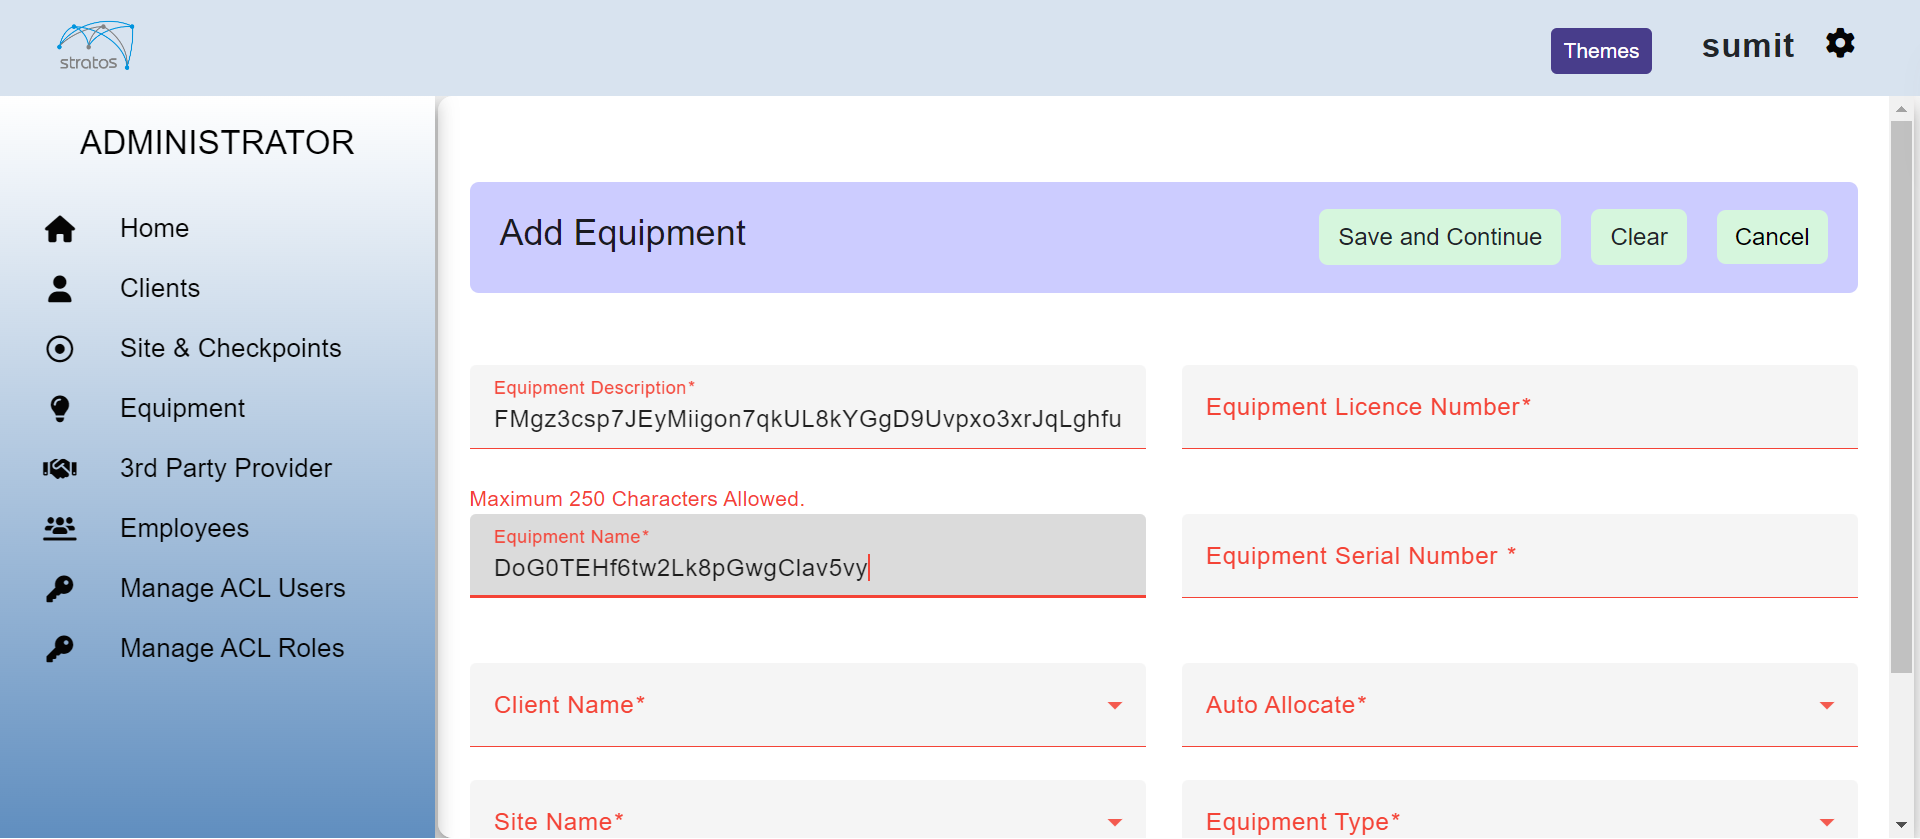 stratos
Themes
sumit
ADMINISTRATOR
Home
Clients
Site & Checkpoints
Equipment
3rd Party Provider
Employees
Manage ACL Users
Manage ACL Roles
Add Equipment
Save and Continue
Clear
Cancel
Equipment Description*
FMgz3csp7JEyMiigon7qkUL8kYGgD9Uvpxo3xrJqLghfu
Equipment Licence Number*
Maximum 250 Characters Allowed.
Equipment Name*
DoG0TEHf6tw2Lk8pGwgClav5vy
Equipment Serial Number *
Client Name*
Auto Allocate*
Site Name*
Equipment Type*